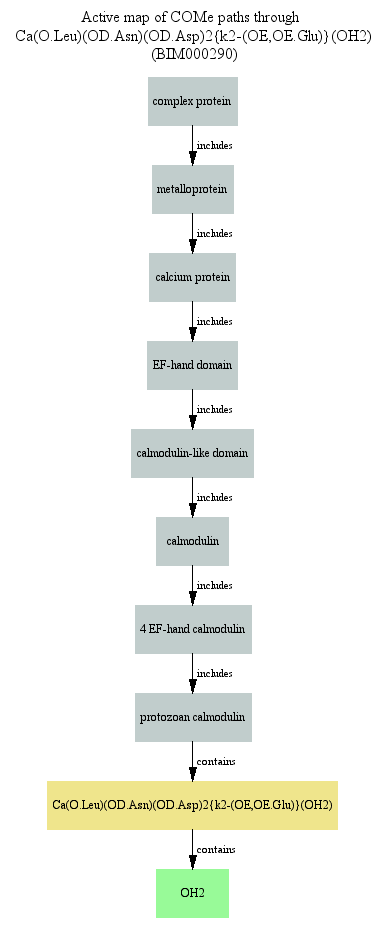 Active map of COMe paths through
Ca(O.Leu)(OD.Asn)(OD.Asp)2{k2-(OE,OE.Glu)}(OH2)
(BIM000290)
complex protein
includes
metalloprotein
includes
calcium protein
includes
EF-hand domain
includes
calmodulin-like domain
includes
calmodulin
includes
4 EF-hand calmodulin
includes
protozoan calmodulin
contains
Ca(O.Leu)(OD.Asn)(OD.Asp)2{k2-(OE,OE.Glu)}(OH2)
contains
OH2